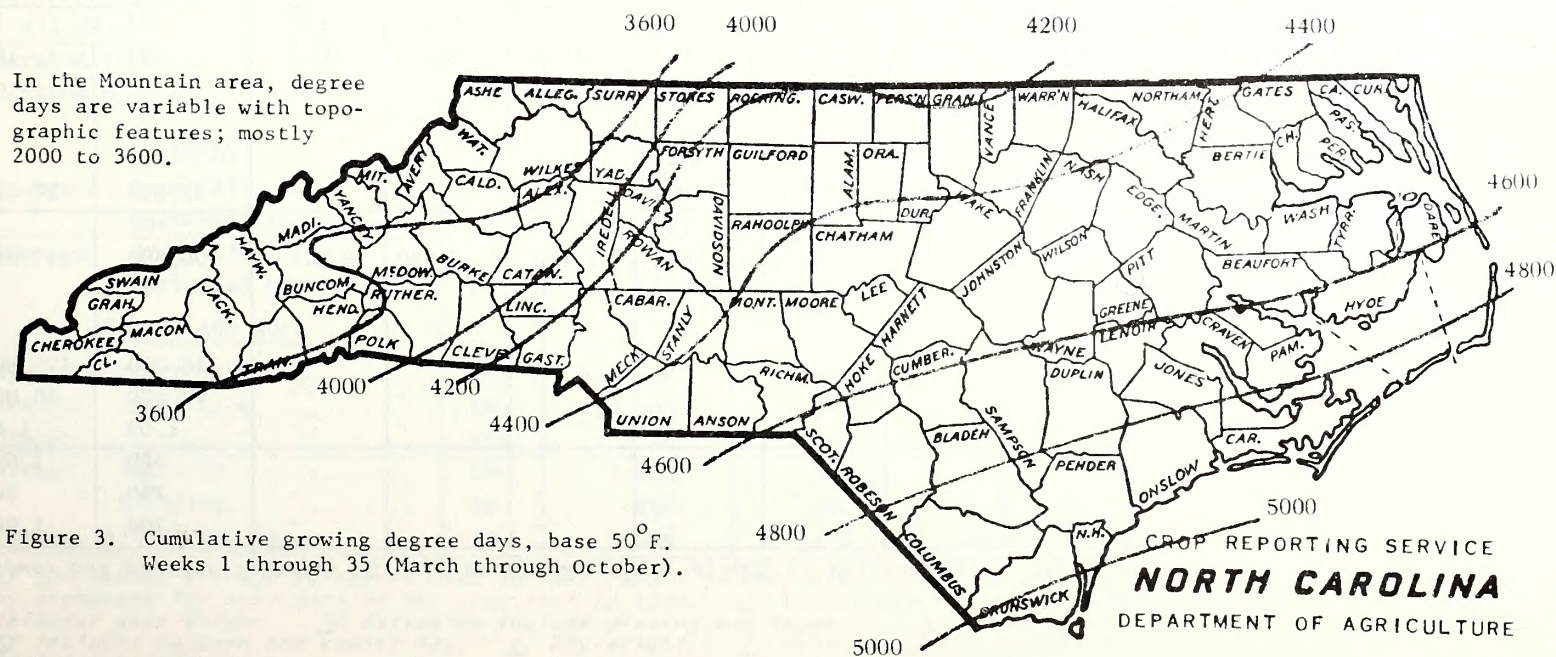 3600 4000 4200 4400
In the Mountain area, degree
days are variable with topo-
graphic features; mostly
2000 to 3600.
ASHE ALLEG. SURRY STOKES ROCKING. CASW. PERS'N GRAN. VANCE WARR'N HALIFAX NORTHAM. HERT. GATES CA. CUR.
PAS.
PER.
CH.
WAT. WILKES YAD. FORSYTH GUILFORD ALAM. ORA. DUR. FRANKLIN NASH BERTIE
MIT. AVERY CALD. ALEX. IREDELL DAVIE DAVIDSON RAHOOLPH CHATHAM WAKE EDGE. MARTIN WASH TYRR. DARE
4600
MADI. YANCEY McDOW. BURKE CATAW. ROWAN JOHNSTON WILSON PITT BEAUFORT HYDE
4800
SWAIN HAYW. BUNCOM. RUTHER. LINC. CABAR. STANLY MONT. MOORE LEE HARNETT GREENE LENOIR CRAVEN PAM.
GRAH. JACK. HEND.
CHEROKEE MACON TRAN. POLK CLEVE. GAST. MECK. RICHM. HOKE CUMBER. WAYNE DUPLIN JONES
CL.
UNION ANSON SCOT. ROBESON BLADEH SAMPSON PENDER ONSLOW CAR.
3600 4000 4200 4400 4600 4800 5000
COLUMBUS BRUNSWICK N.H.
5000
Figure 3. Cumulative growing degree days, base 50°F.
Weeks 1 through 35 (March through October).
CROP REPORTING SERVICE
NORTH CAROLINA
DEPARTMENT OF AGRICULTURE